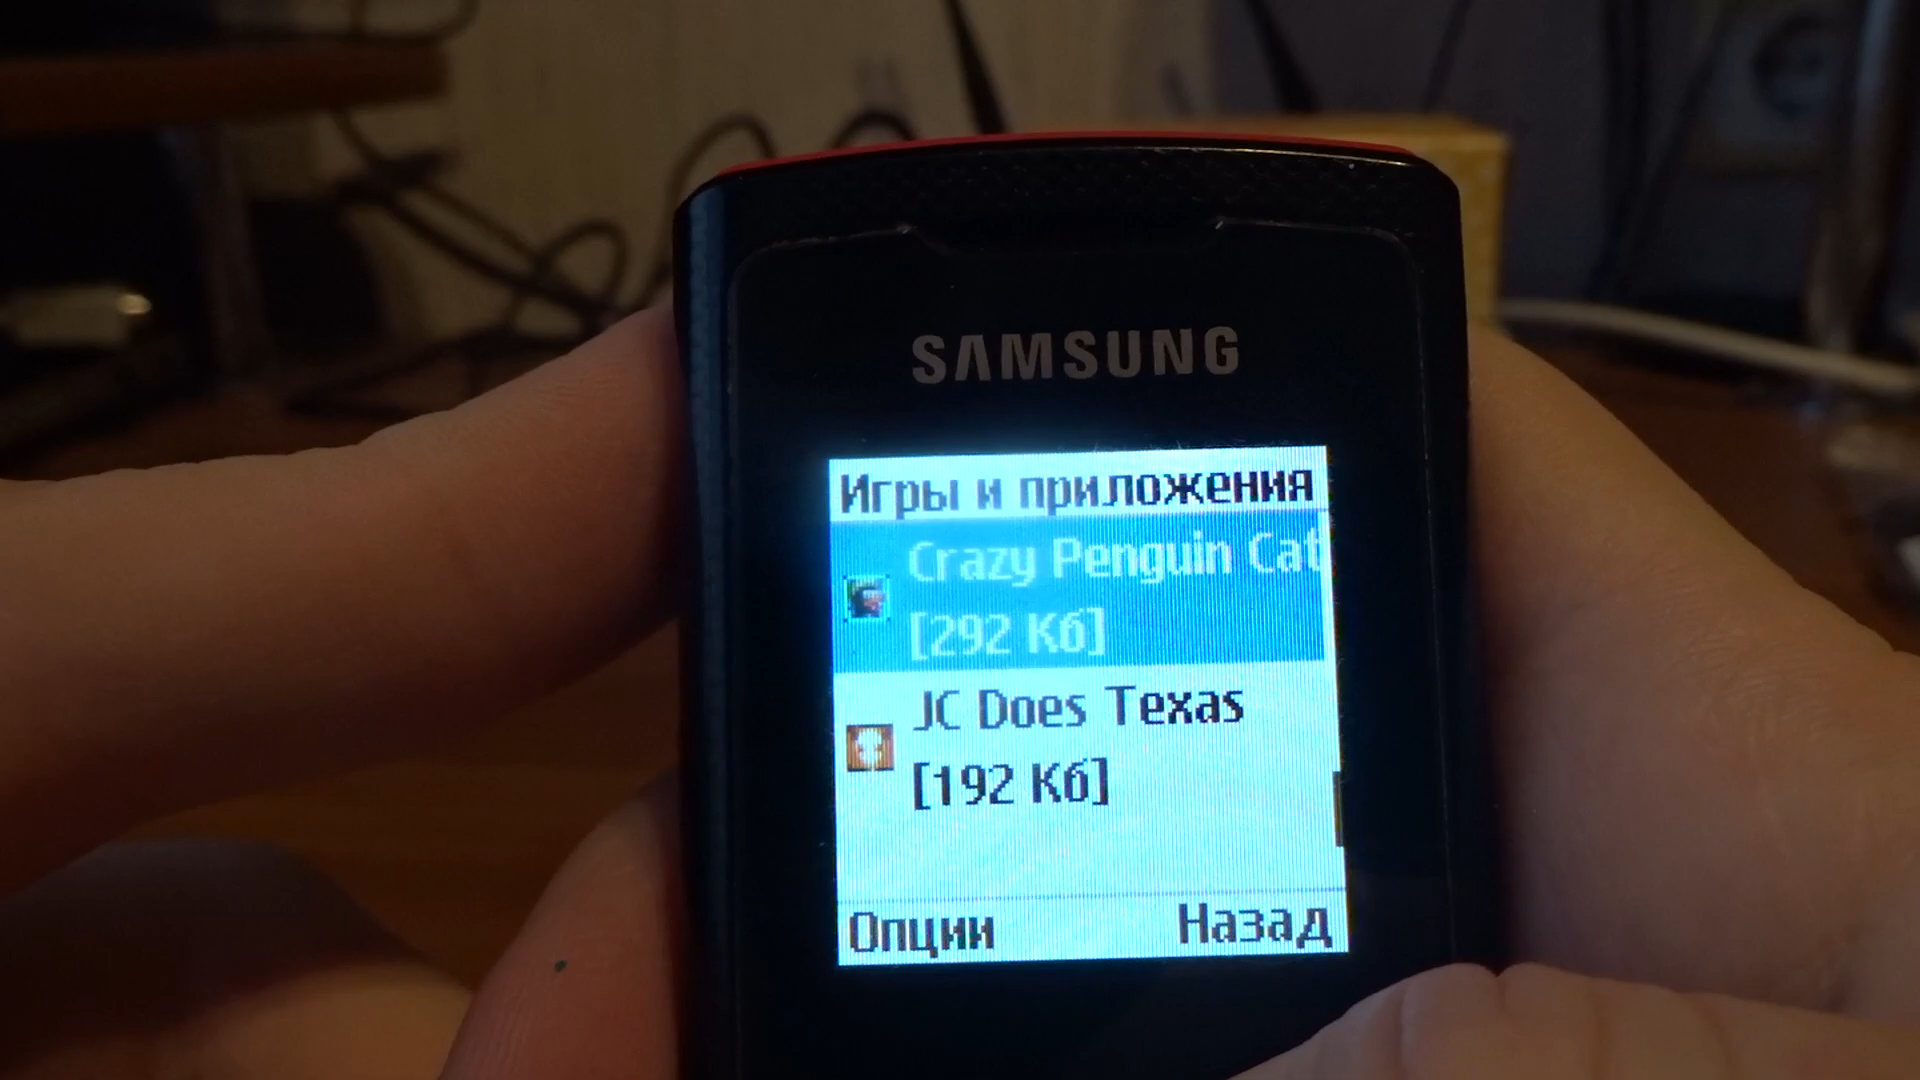 SAMSUNG
Игры и приложения
Crazy Penguin Cat
[292 Кб]
JC Does Texas
[192 Кб]
Опции Назад